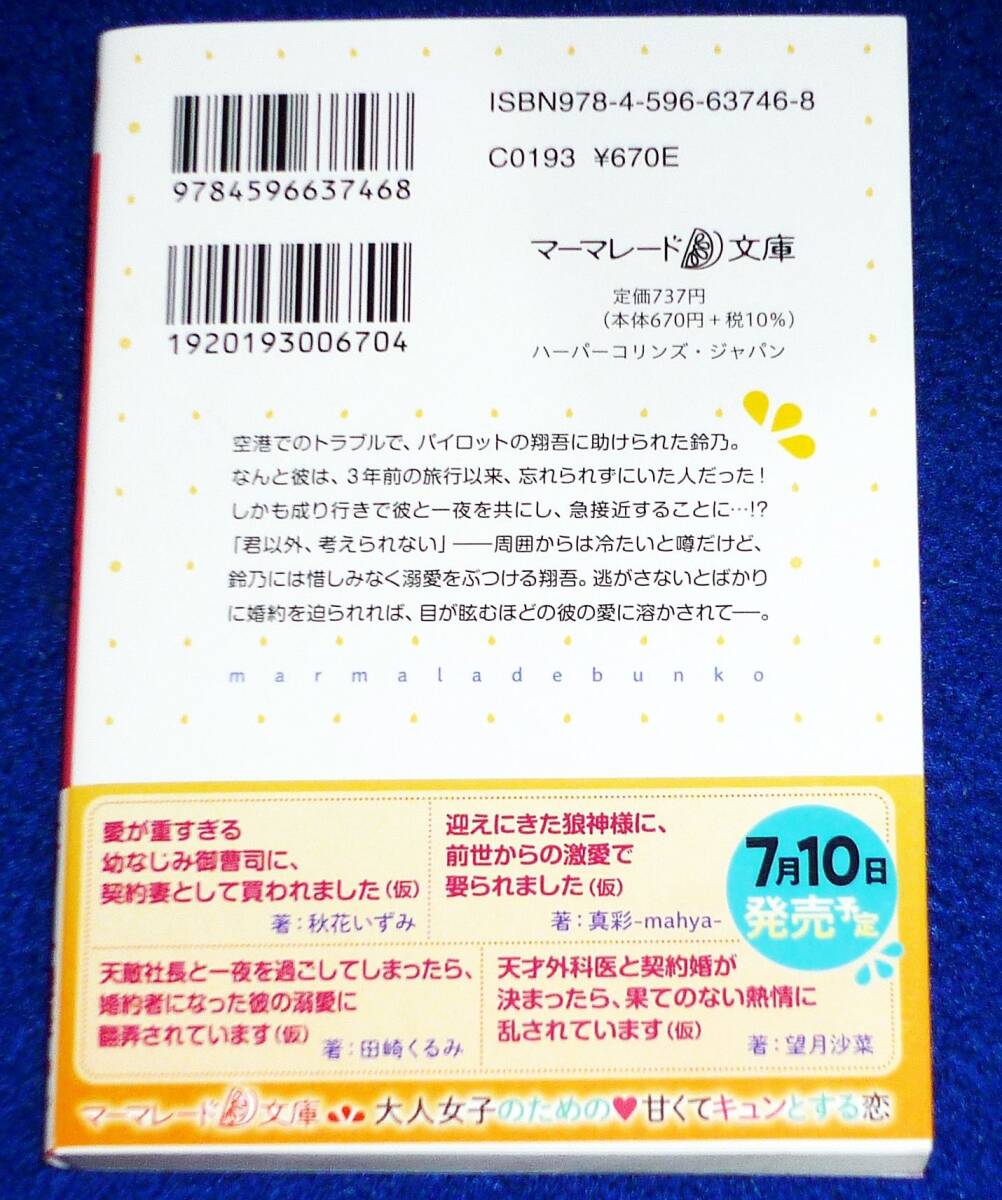 ISBN978-4-596-63746-8
C0193 ¥670E
9784596637468
1920193006704
マーマレード文庫
定価737円
(本体670円+税10%)
ハーパーコリンズ・ジャパン
空港でのトラブルで、パイロットの翔吾に助けられた鈴乃。
なんと彼は、3年前の旅行以来、忘れられずにいた人だった!
しかも成り行きで彼と一夜を共にし、急接近することに…!?
「君以外、考えられない」――周囲からは冷たいと噂だけど、
鈴乃には惜しみなく溺愛をぶつける翔吾。逃がさないとばかり
に婚約を迫られれば、目が眩むほどの彼の愛に溶かされて―。
marmaladebunko
愛が重すぎる
幼なじみ御曹司に、
契約妻として買われました(仮)
著:秋花いずみ
迎えにきた狼神様に、
前世からの激愛で
娶られました(仮)
著:真彩-mahya-
7月10日
発売予定
天敵社長と一夜を過ごしてしまったら、
婚約者になった彼の溺愛に
翻弄されています(仮)
著:田崎くるみ
天才外科医と契約婚が
決まったら、果てのない熱情に
乱されています(仮)
著:望月沙菜
マーマレード文庫 大人女子のための♥甘くてキュンとする恋